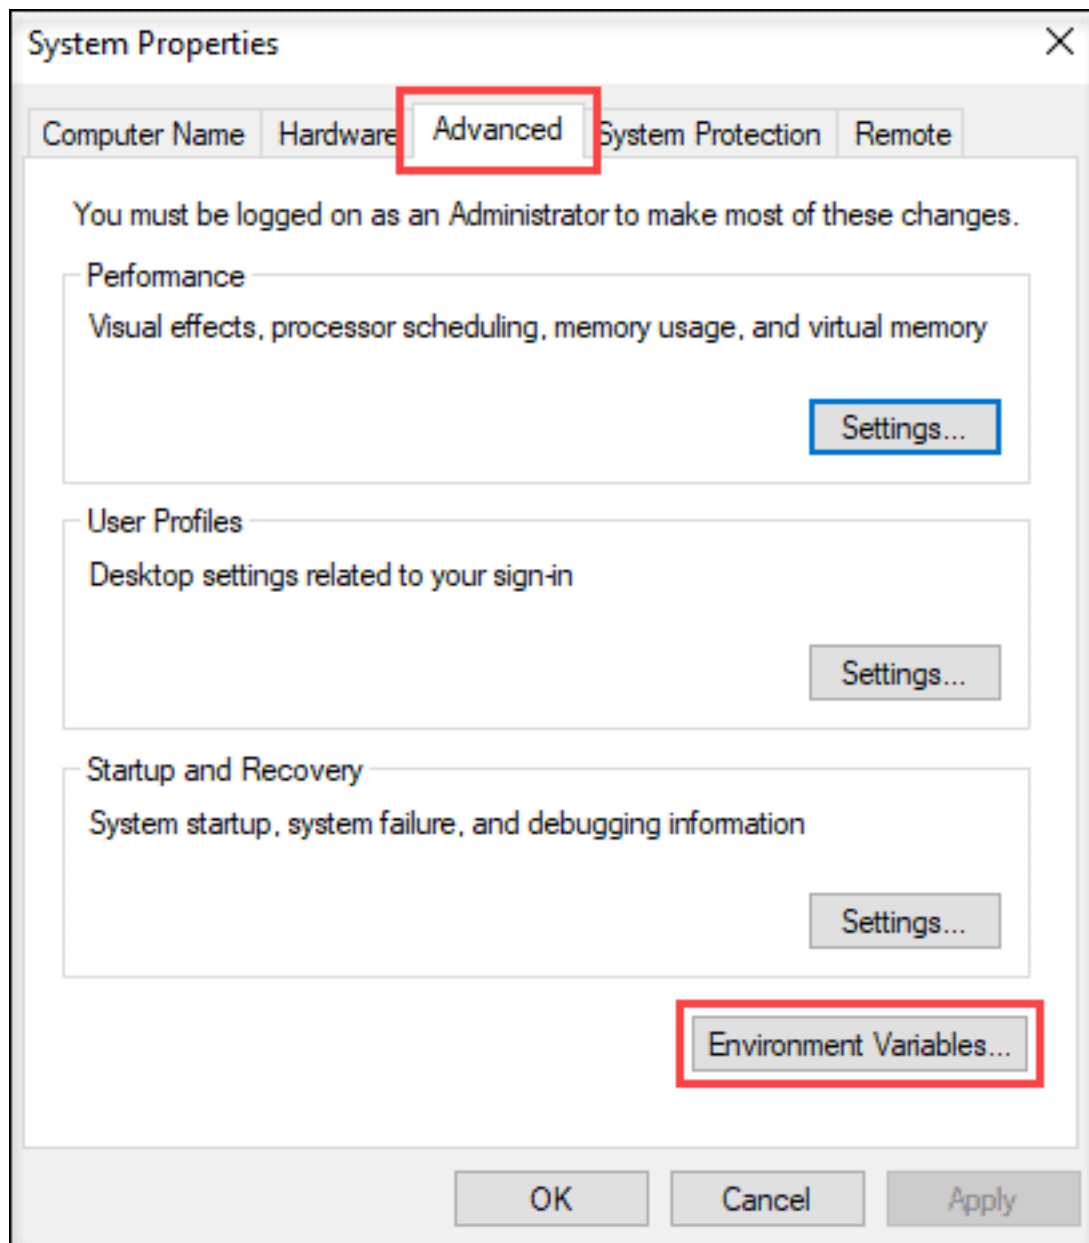 System Properties
Computer Name Hardware Advanced System Protection Remote
You must be logged on as an Administrator to make most of these changes.
Performance
Visual effects, processor scheduling, memory usage, and virtual memory
Settings...
User Profiles
Desktop settings related to your sign-in
Settings...
Startup and Recovery
System startup, system failure, and debugging information
Settings...
Environment Variables...
OK Cancel Apply